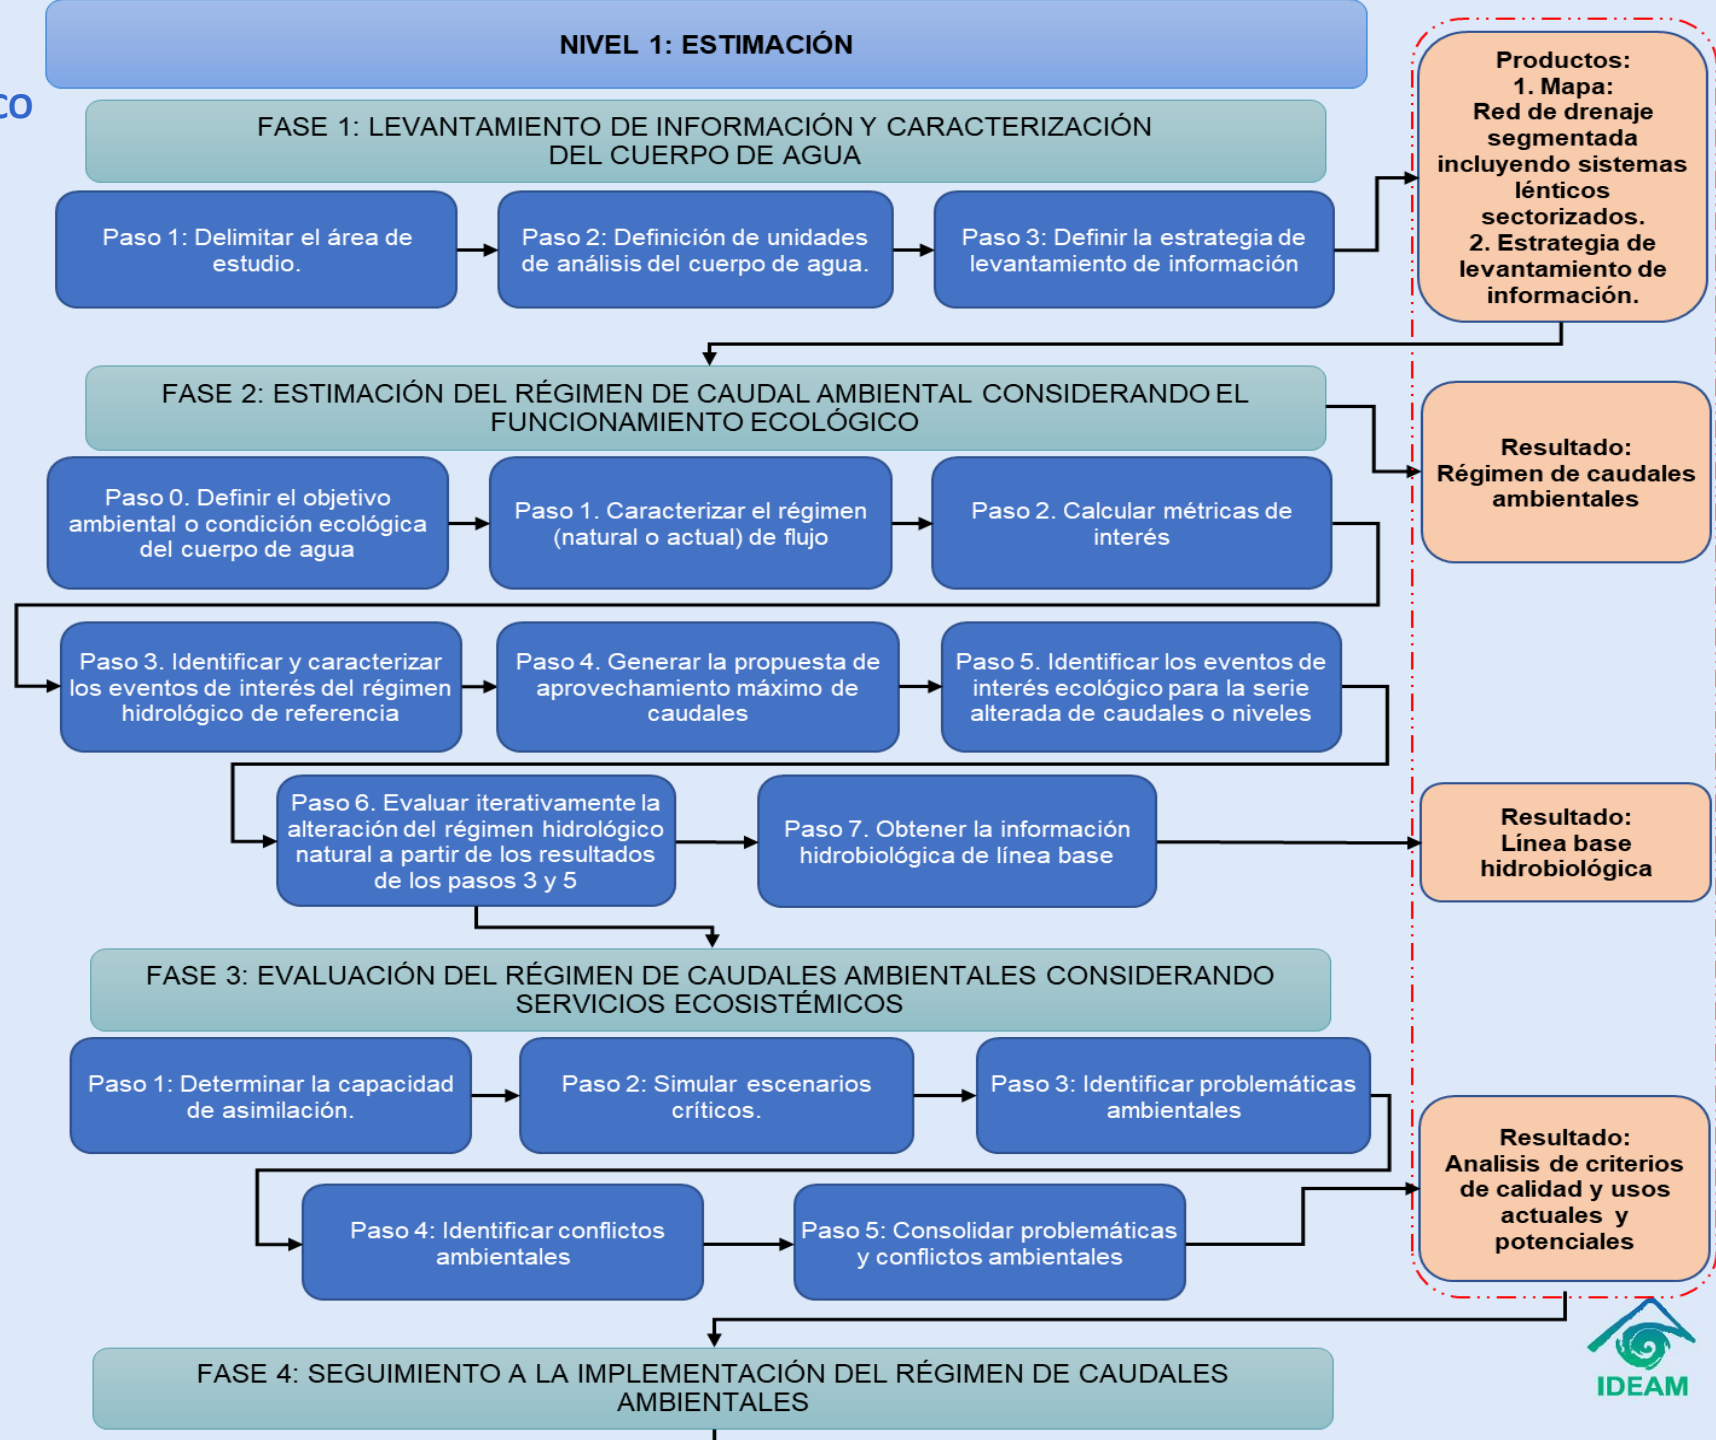 NIVEL 1: ESTIMACIÓN
CO
FASE 1: LEVANTAMIENTO DE INFORMACIÓN Y CARACTERIZACIÓN
DEL CUERPO DE AGUA
Paso 1: Delimitar el área de
estudio.
Paso 2: Definición de unidades
de análisis del cuerpo de agua.
Paso 3: Definir la estrategia de
levantamiento de información
Productos:
1. Mapa:
Red de drenaje
segmentada
incluyendo sistemas
lénticos
sectorizados.
2. Estrategia de
levantamiento de
información.
FASE 2: ESTIMACIÓN DEL RÉGIMEN DE CAUDAL AMBIENTAL CONSIDERANDO EL
FUNCIONAMIENTO ECOLÓGICO
Resultado:
Régimen de caudales
ambientales
Paso 0. Definir el objetivo
ambiental o condición ecológica
del cuerpo de agua
Paso 1. Caracterizar el régimen
(natural o actual) de flujo
Paso 2. Calcular métricas de
interés
Paso 3. Identificar y caracterizar
los eventos de interés del régimen
hidrológico de referencia
Paso 4. Generar la propuesta de
aprovechamiento máximo de
caudales
Paso 5. Identificar los eventos de
interés ecológico para la serie
alterada de caudales o niveles
Paso 6. Evaluar iterativamente la
alteración del régimen hidrológico
natural a partir de los resultados
de los pasos 3 y 5
Paso 7. Obtener la información
hidrobiológica de línea base
Resultado:
Línea base
hidrobiológica
FASE 3: EVALUACIÓN DEL RÉGIMEN DE CAUDALES AMBIENTALES CONSIDERANDO
SERVICIOS ECOSISTÉMICOS
Paso 1: Determinar la capacidad
de asimilación.
Paso 2: Simular escenarios
críticos.
Paso 3: Identificar problemáticas
ambientales
Paso 4: Identificar conflictos
ambientales
Paso 5: Consolidar problemáticas
y conflictos ambientales
Resultado:
Analisis de criterios
de calidad y usos
actuales y
potenciales
FASE 4: SEGUIMIENTO A LA IMPLEMENTACIÓN DEL RÉGIMEN DE CAUDALES
AMBIENTALES
IDEAM